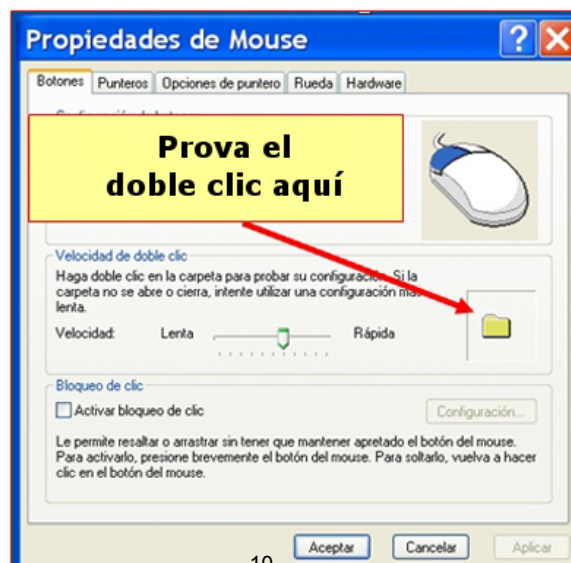 Propiedades de Mouse
Botones Punteros Opciones de puntero Rueda Hardware
Prova el
doble clic aquí
Velocidad de doble clic
Haga doble clic en la carpeta para probar su configuración. Si la
carpeta no se abre o cierra, intente utilizar una configuración más
lenta.
Velocidad: Lenta Rápida
Bloqueo de clic
Activar bloqueo de clic
Configuración...
Le permite resaltar o arrastrar sin tener que mantener apretado el botón del mouse.
Para activarlo, presione brevemente el botón del mouse. Para soltarlo, vuelva a hacer
clic en el botón del mouse.
Aceptar Cancelar Aplicar
10